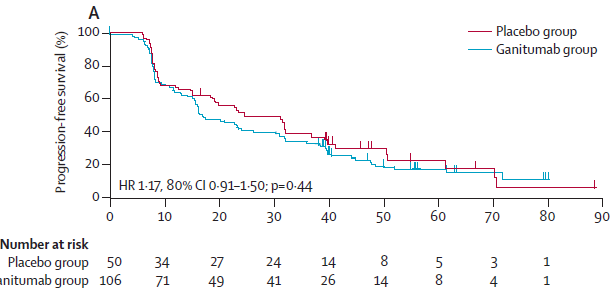 A
Progression-free survival (%)
100
80
60
40
20
0
Placebo group
Ganitumab group
HR 1·17, 80% CI 0·91–1·50; p=0·44
0 10 20 30 40 50 60 70 80 90
Number at risk
Placebo group 50 34 27 24 14 8 5 3 1
anitumab group 106 71 49 41 26 14 8 4 1